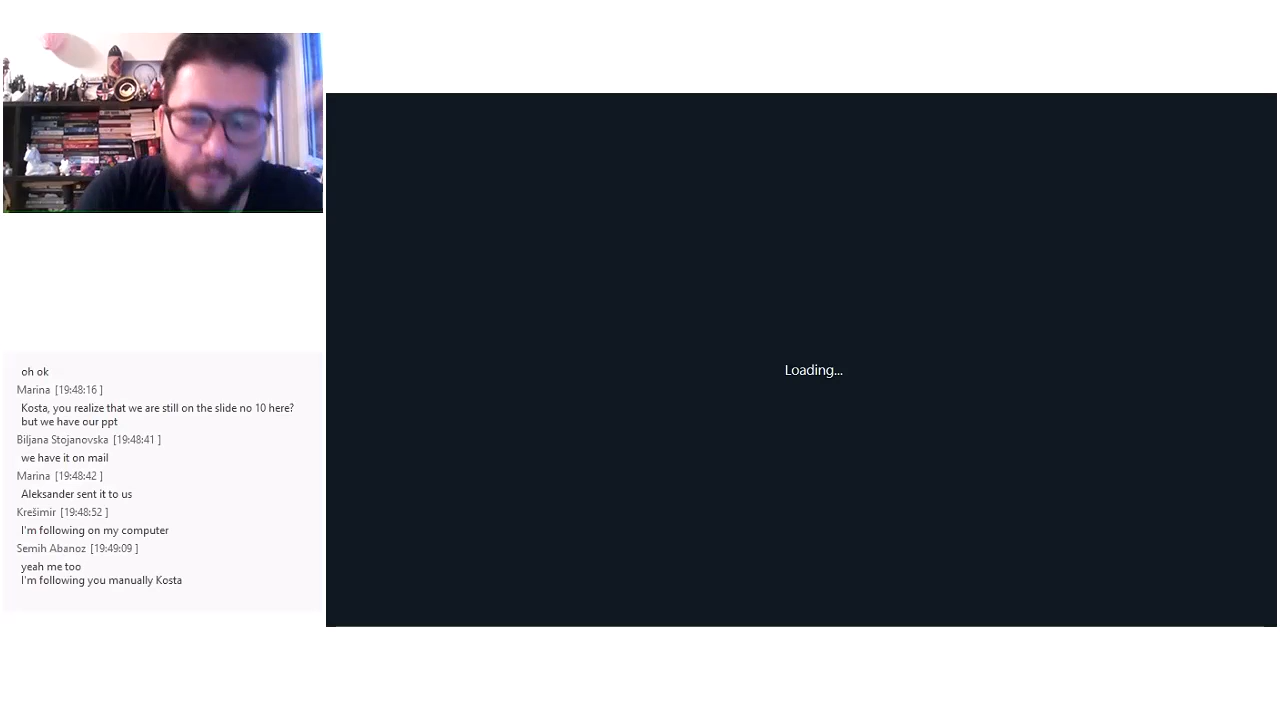 oh ok
Marina [19:48:16 ]
Kosta, you realize that we are still on the slide no 10 here?
but we have our ppt
Biljana Stojanovska [19:48:41 ]
we have it on mail
Marina [19:48:42 ]
Aleksander sent it to us
Krešimir [19:48:52 ]
I'm following on my computer
Semih Abanoz [19:49:09 ]
yeah me too
I'm following you manually Kosta
Loading...